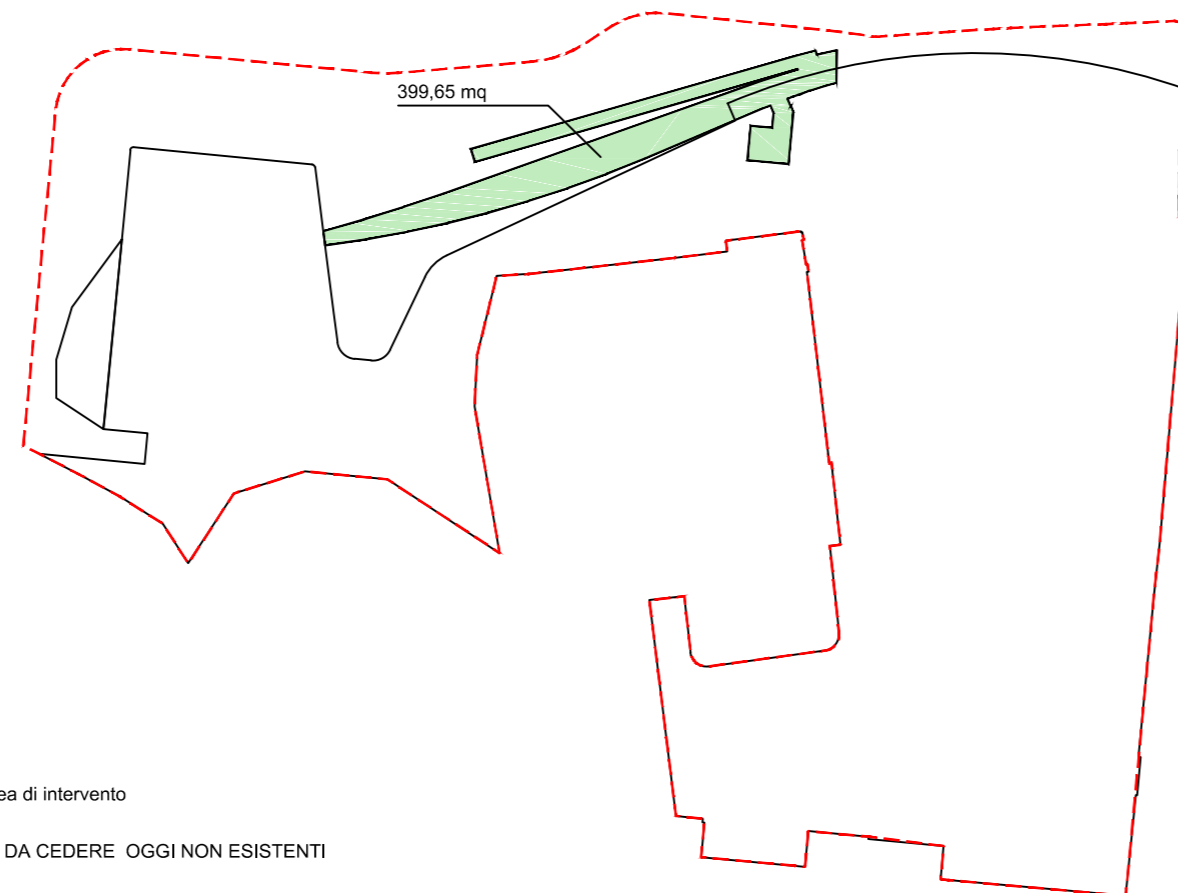 399,65 mq
ea di intervento
DA CEDERE OGGI NON ESISTENTI